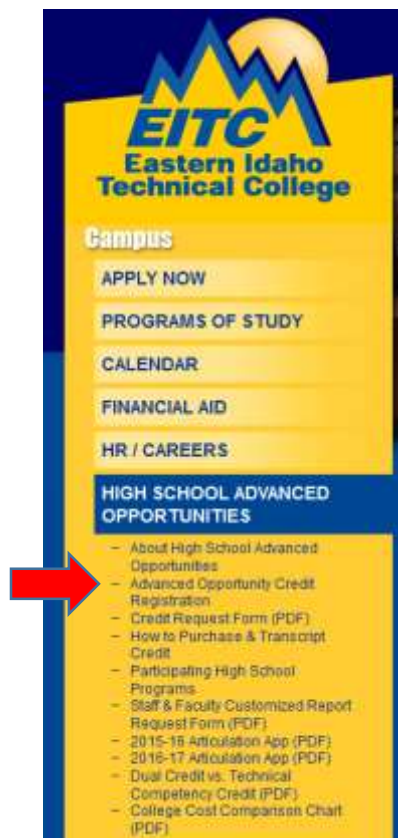 EITC
Eastern Idaho
Technical College
Campus
APPLY NOW
PROGRAMS OF STUDY
CALENDAR
FINANCIAL AID
HR / CAREERS
HIGH SCHOOL ADVANCED
OPPORTUNITIES
– About High School Advanced
Opportunities
– Advanced Opportunity Credit
Registration
– Credit Request Form (PDF)
– How to Purchase & Transcript
Credit
– Participating High School
Programs
– Staff & Faculty Customized Report
Request Form (PDF)
– 2015-16 Articulation App (PDF)
– 2016-17 Articulation App (PDF)
– Dual Credit vs. Technical
Competency Credit (PDF)
– College Cost Comparison Chart
(PDF)